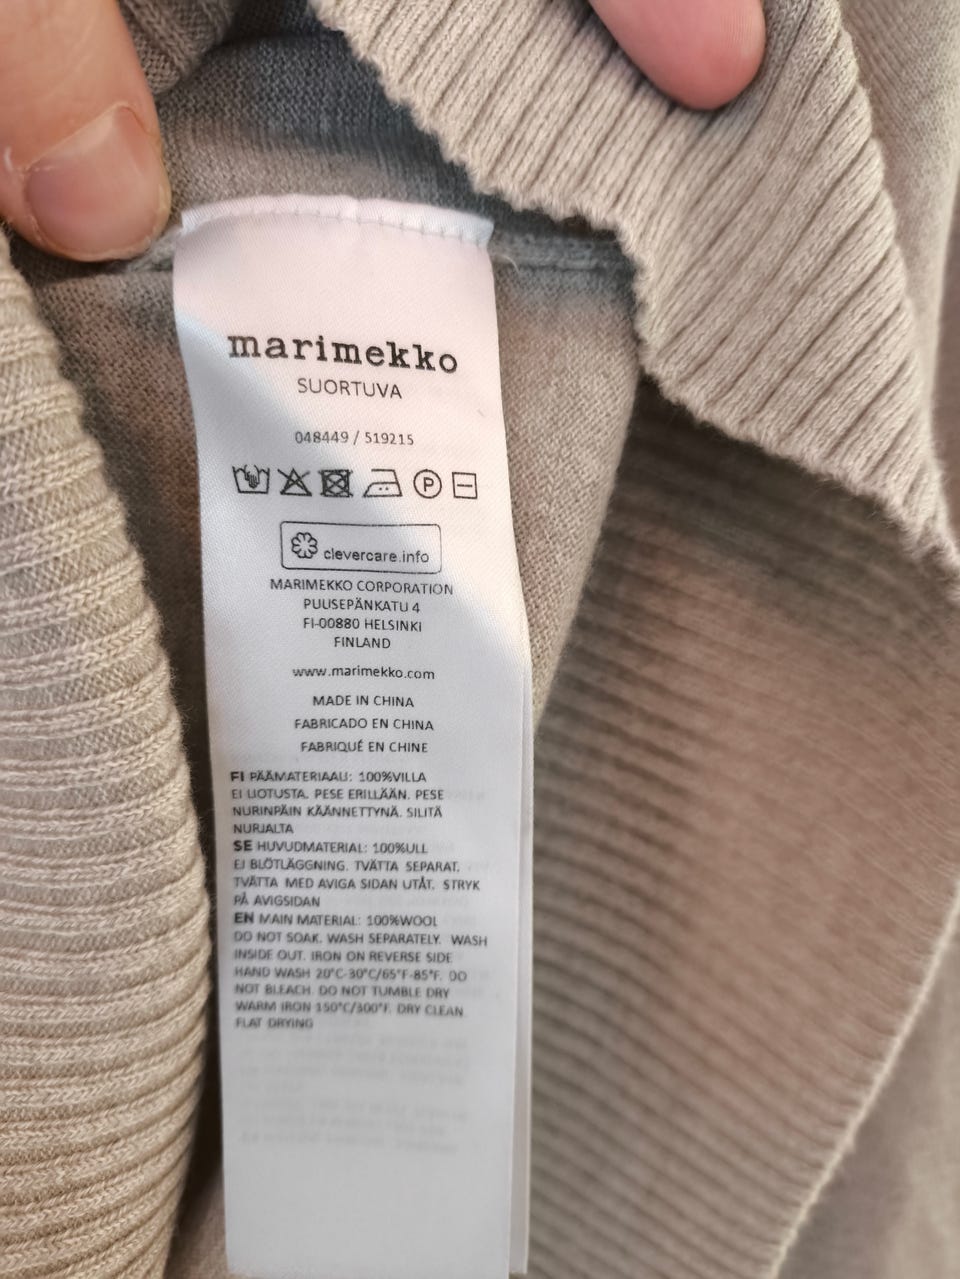 marimekko
SUORTUVA
048449 / 519215
P
clevercare.info
MARIMEKKO CORPORATION
PUUSEPÄNKATU 4
FI-00880 HELSINKI
FINLAND
www.marimekko.com
MADE IN CHINA
FABRICADO EN CHINA
FABRIQUÉ EN CHINE
FI PÄÄMATERIAALI: 100%VILLA
EI LIOTUSTA. PESE ERILLÄÄN. PESE
NURINPÄIN KÄÄNNETTYNÄ. SILITÄ
NURJALTA
SE HUVUDMATERIAL: 100%ULL
EJ BLÖTLÄGGNING. TVÄTTA SEPARAT.
TVÄTTA MED AVIGA SIDAN UTÅT. STRYK
PÅ AVIGSIDAN
EN MAIN MATERIAL: 100%WOOL
DO NOT SOAK. WASH SEPARATELY. WASH
INSIDE OUT. IRON ON REVERSE SIDE
HAND WASH 20°C-30°C/65°F-85°F. DO
NOT BLEACH. DO NOT TUMBLE DRY
WARM IRON 150°C/300°F. DRY CLEAN
FLAT DRYING